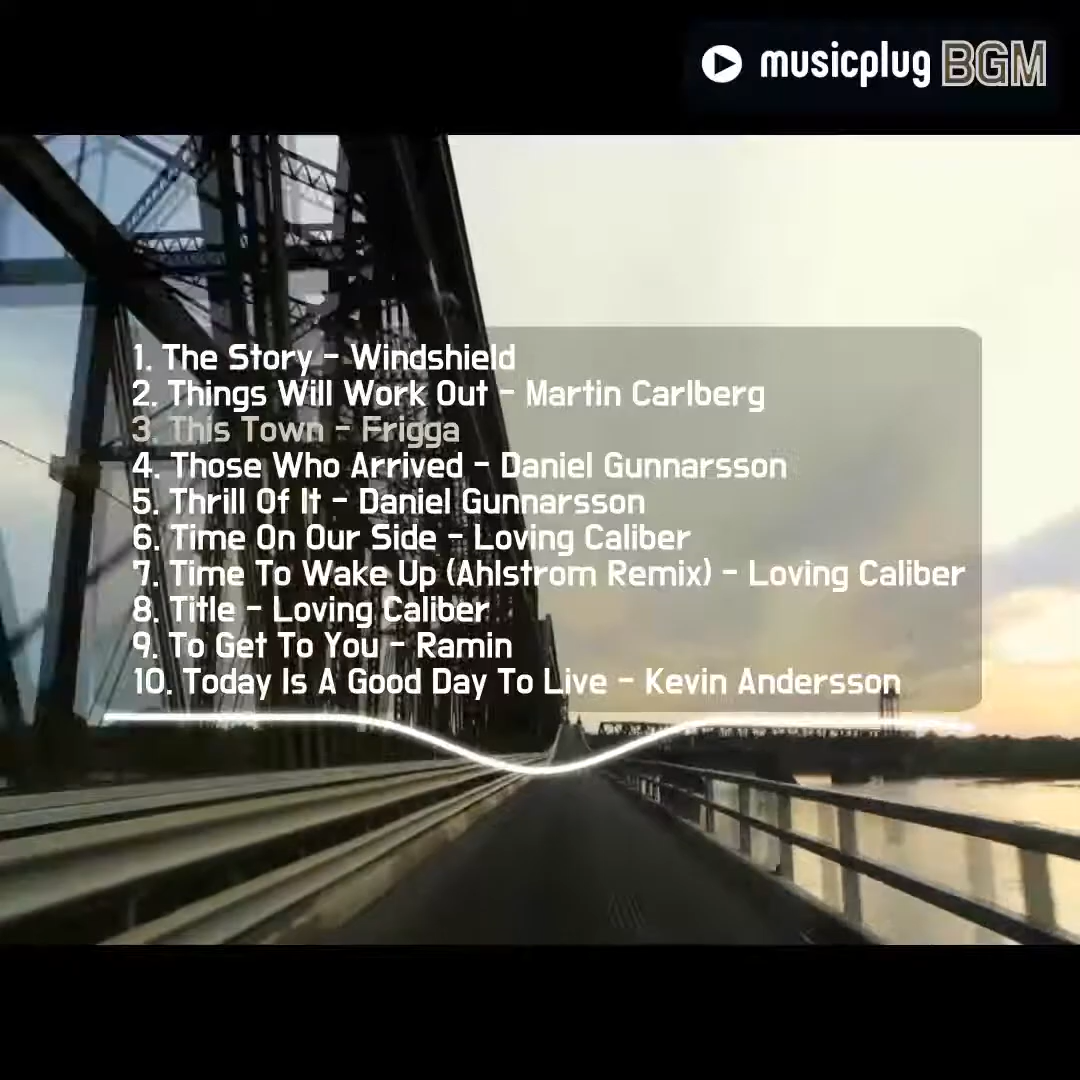 musicplug BGM
1. The Story - Windshield
2. Things Will Work Out - Martin Carlberg
3. This Town - Frigga
4. Those Who Arrived - Daniel Gunnarsson
5. Thrill Of It - Daniel Gunnarsson
6. Time On Our Side - Loving Caliber
7. Time To Wake Up (Ahlstrom Remix) - Loving Caliber
8. Title - Loving Caliber
9. To Get To You - Ramin
10. Today Is A Good Day To Live - Kevin Andersson